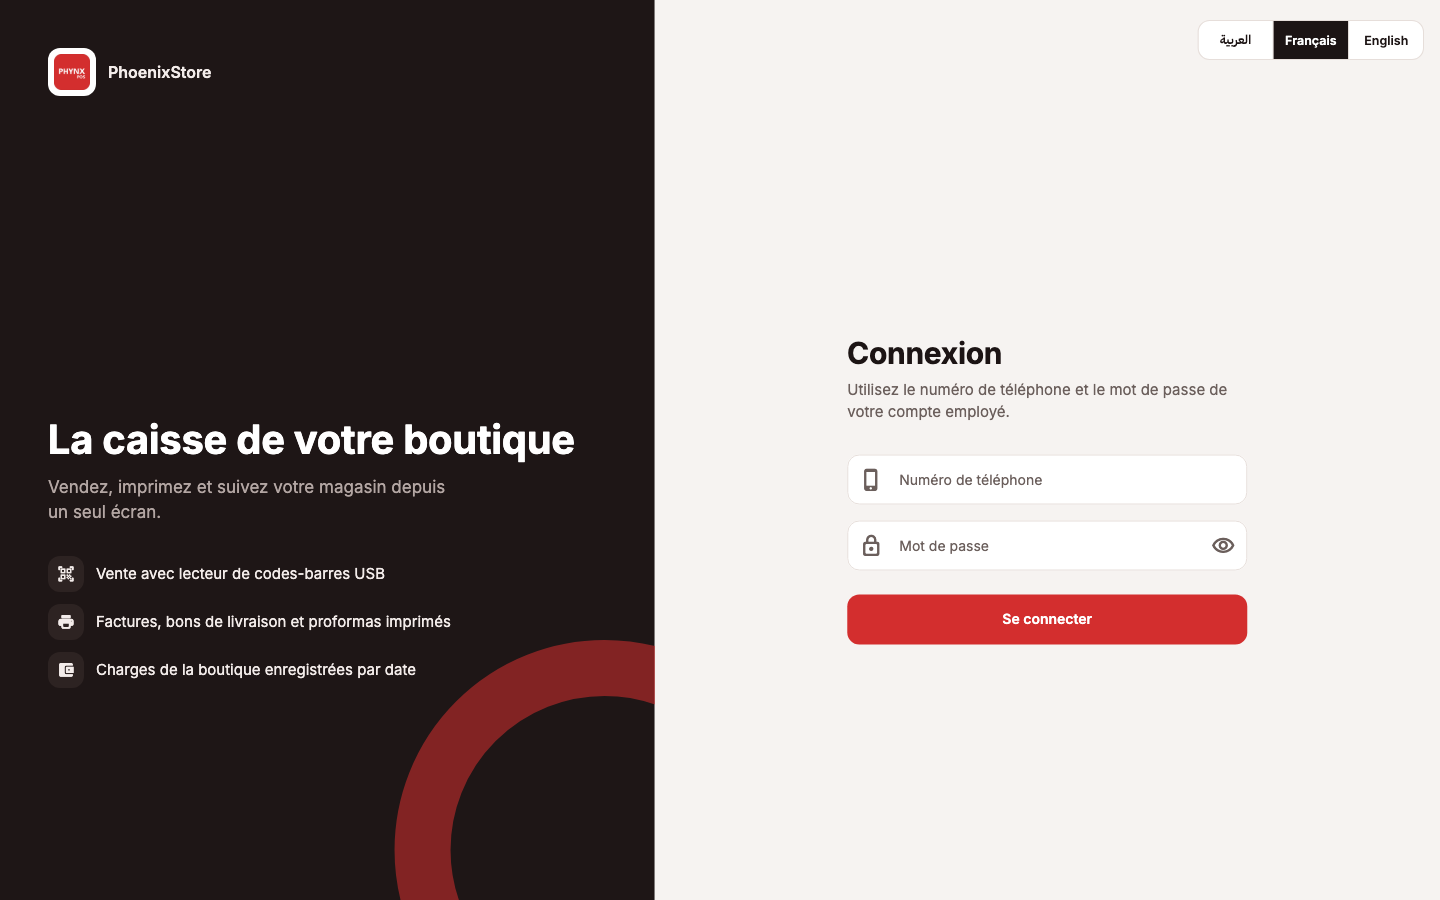 PHYNX
POS
PhoenixStore
La caisse de votre boutique
Vendez, imprimez et suivez votre magasin depuis
un seul écran.
Vente avec lecteur de codes-barres USB
Factures, bons de livraison et proformas imprimés
Charges de la boutique enregistrées par date
العربية
Français
English
Connexion
Utilisez le numéro de téléphone et le mot de passe de
votre compte employé.
Numéro de téléphone
Mot de passe
Se connecter